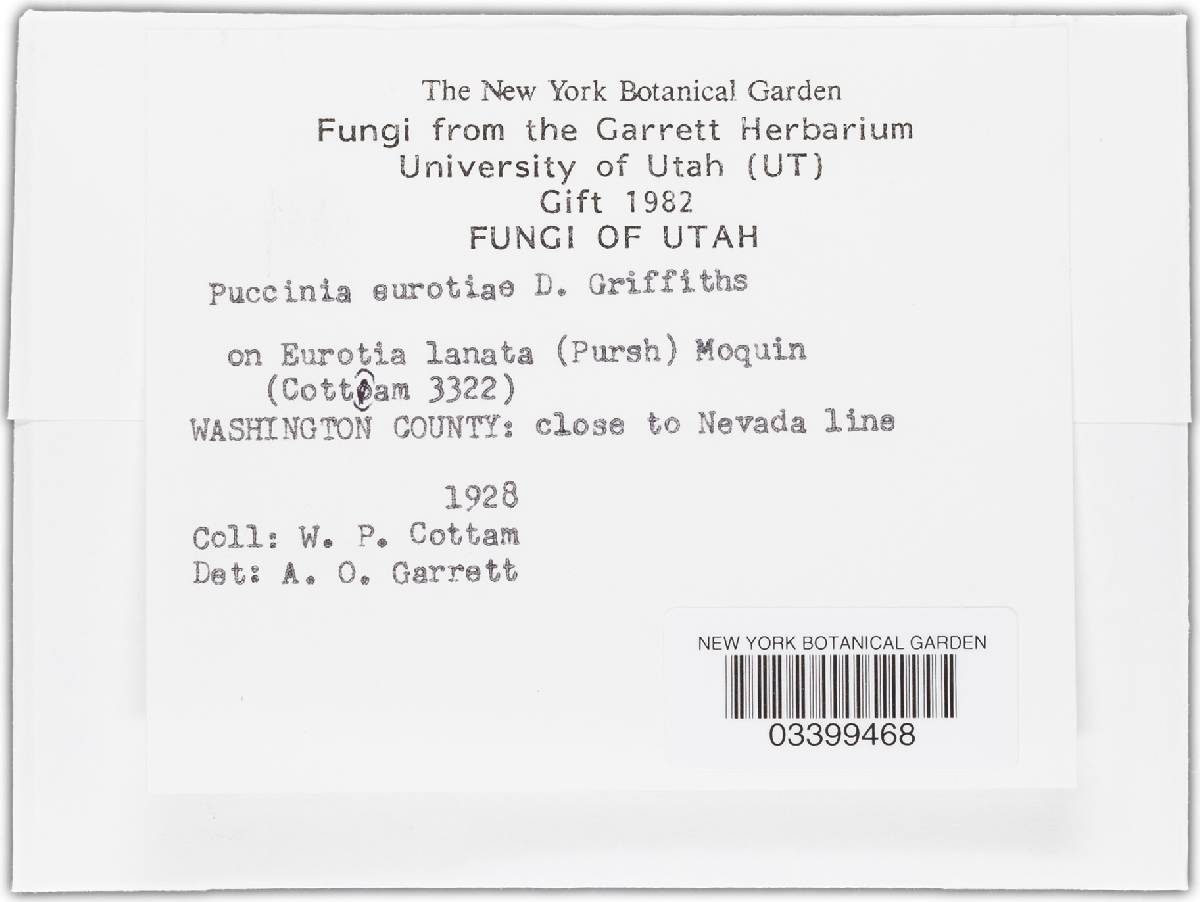 The New York Botanical Garden
Fungi from the Garrett Herbarium
University of Utah (UT)
Gift 1982
FUNGI OF UTAH
Puccinia eurotiae D. Griffiths
on Eurotia lanata (Pursh) Moquin
(Cottam 3322)
WASHINGTON COUNTY: close to Nevada line
1928
Coll: W. P. Cottam
Det: A. O. Garrett
NEW YORK BOTANICAL GARDEN
03399468